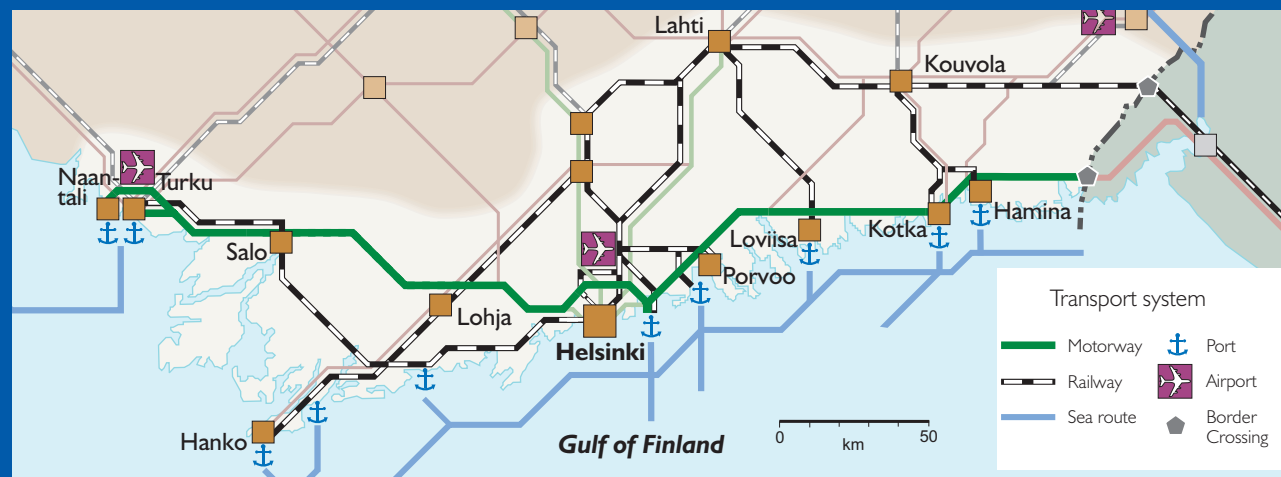 Lahti
Kouvola
Naan-
tali
Turku
Salo
Lohja
Helsinki
Porvoo
Loviisa
Kotka
Hamina
Hanko
Gulf of Finland
0 50
km
Transport system
Motorway
Port
Railway
Airport
Sea route
Border
Crossing